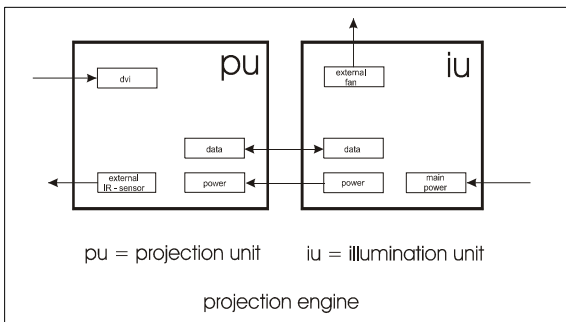 pu
dvi
data
external
IR - sensor
power
iu
external
fan
data
power
main
power
pu = projection unit
iu = illumination unit
projection engine